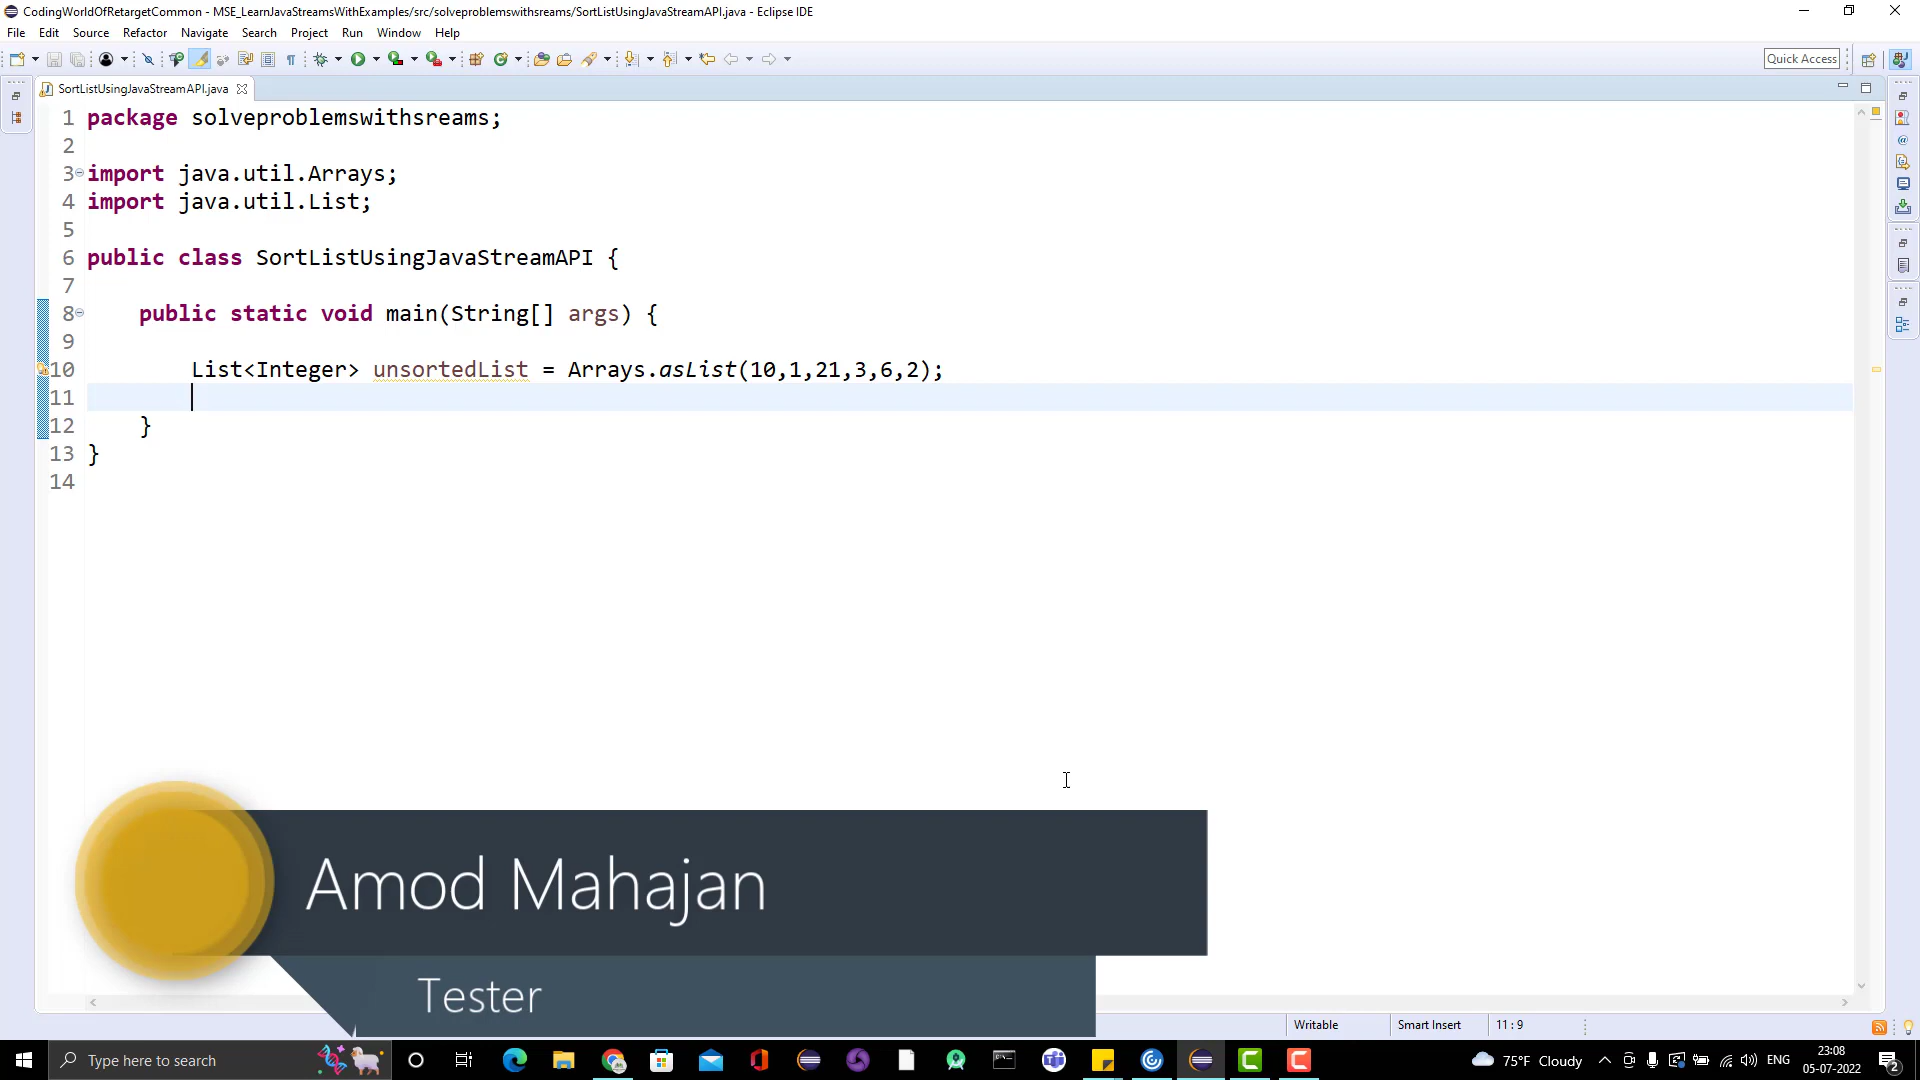 CodingWorldOfRetargetCommon - MSE_LearnJavaStreamsWithExamples/src/solveproblemswithsreams/SortListUsingJavaStreamAPI.java - Eclipse IDE
File Edit Source Refactor Navigate Search Project Run Window Help
Quick Access
SortListUsingJavaStreamAPI.java
1 package solveproblemswithsreams;
2
3 import java.util.Arrays;
4 import java.util.List;
5
6 public class SortListUsingJavaStreamAPI {
7
8 public static void main(String[] args) {
9
10 List<Integer> unsortedList = Arrays.asList(10,1,21,3,6,2);
11
12 }
13 }
14
Amod Mahajan
Tester
Writable Smart Insert 11 : 9
Type here to search
75°F Cloudy ENG 23:08
05-07-2022 2